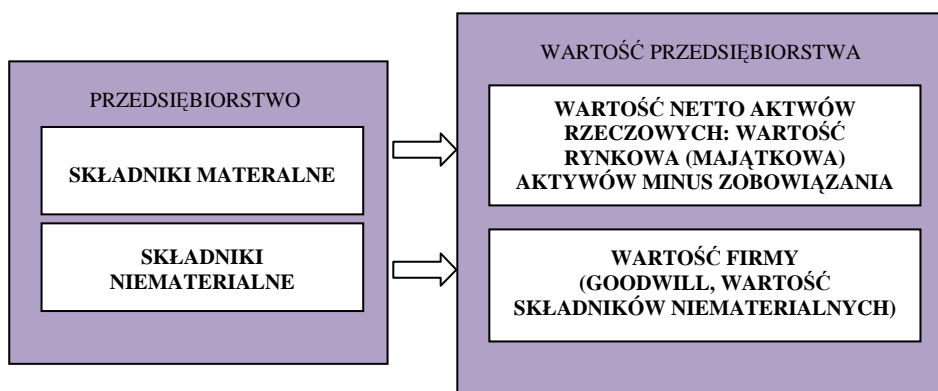 PRZEDSIĘBIORSTWO
SKŁADNIKI MATERALNE
SKŁADNIKI
NIEMATERIALNE
WARTOŚĆ PRZEDSIĘBIORSTWA
WARTOŚĆ NETTO AKTWÓW
RZECZOWYCH: WARTOŚĆ
RYNKOWA (MAJĄTKOWA)
AKTYWÓW MINUS ZOBOWIĄZANIA
WARTOŚĆ FIRMY
(GOODWILL, WARTOŚĆ
SKŁADNIKÓW NIEMATERIALNYCH)